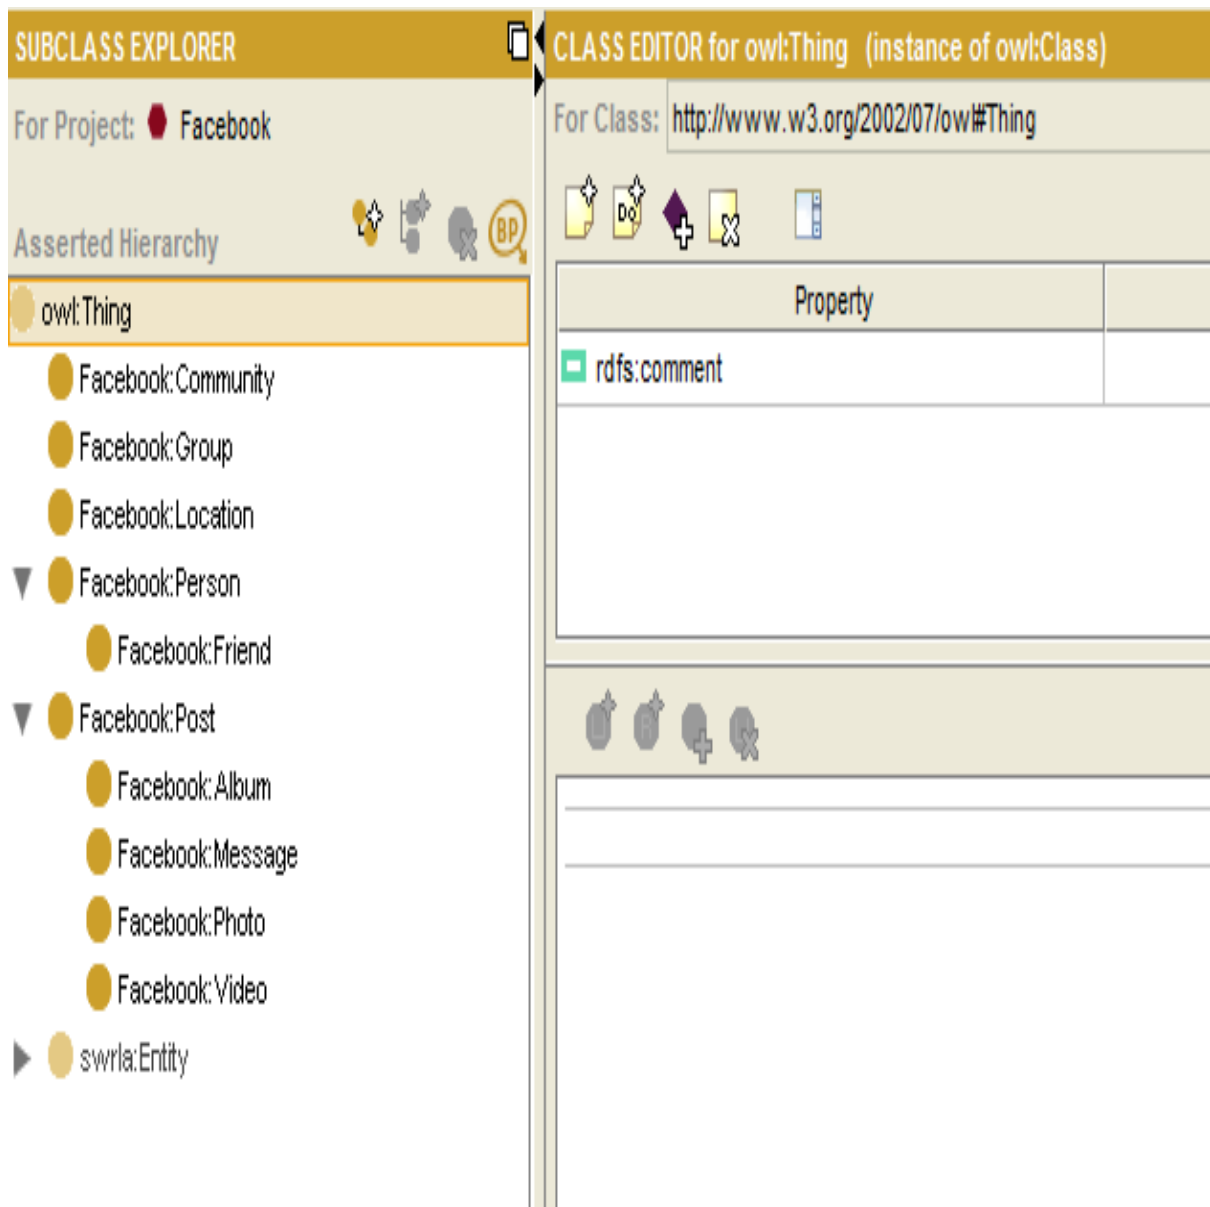 SUBCLASS EXPLORER
For Project: Facebook
Asserted Hierarchy
BP
owl:Thing
Facebook:Community
Facebook:Group
Facebook:Location
Facebook:Person
Facebook:Friend
Facebook:Post
Facebook:Album
Facebook:Message
Facebook:Photo
Facebook:Video
swrla:Entity
CLASS EDITOR for owl:Thing (instance of owl:Class)
For Class: http://www.w3.org/2002/07/owl#Thing
Do
Property
rdfs:comment